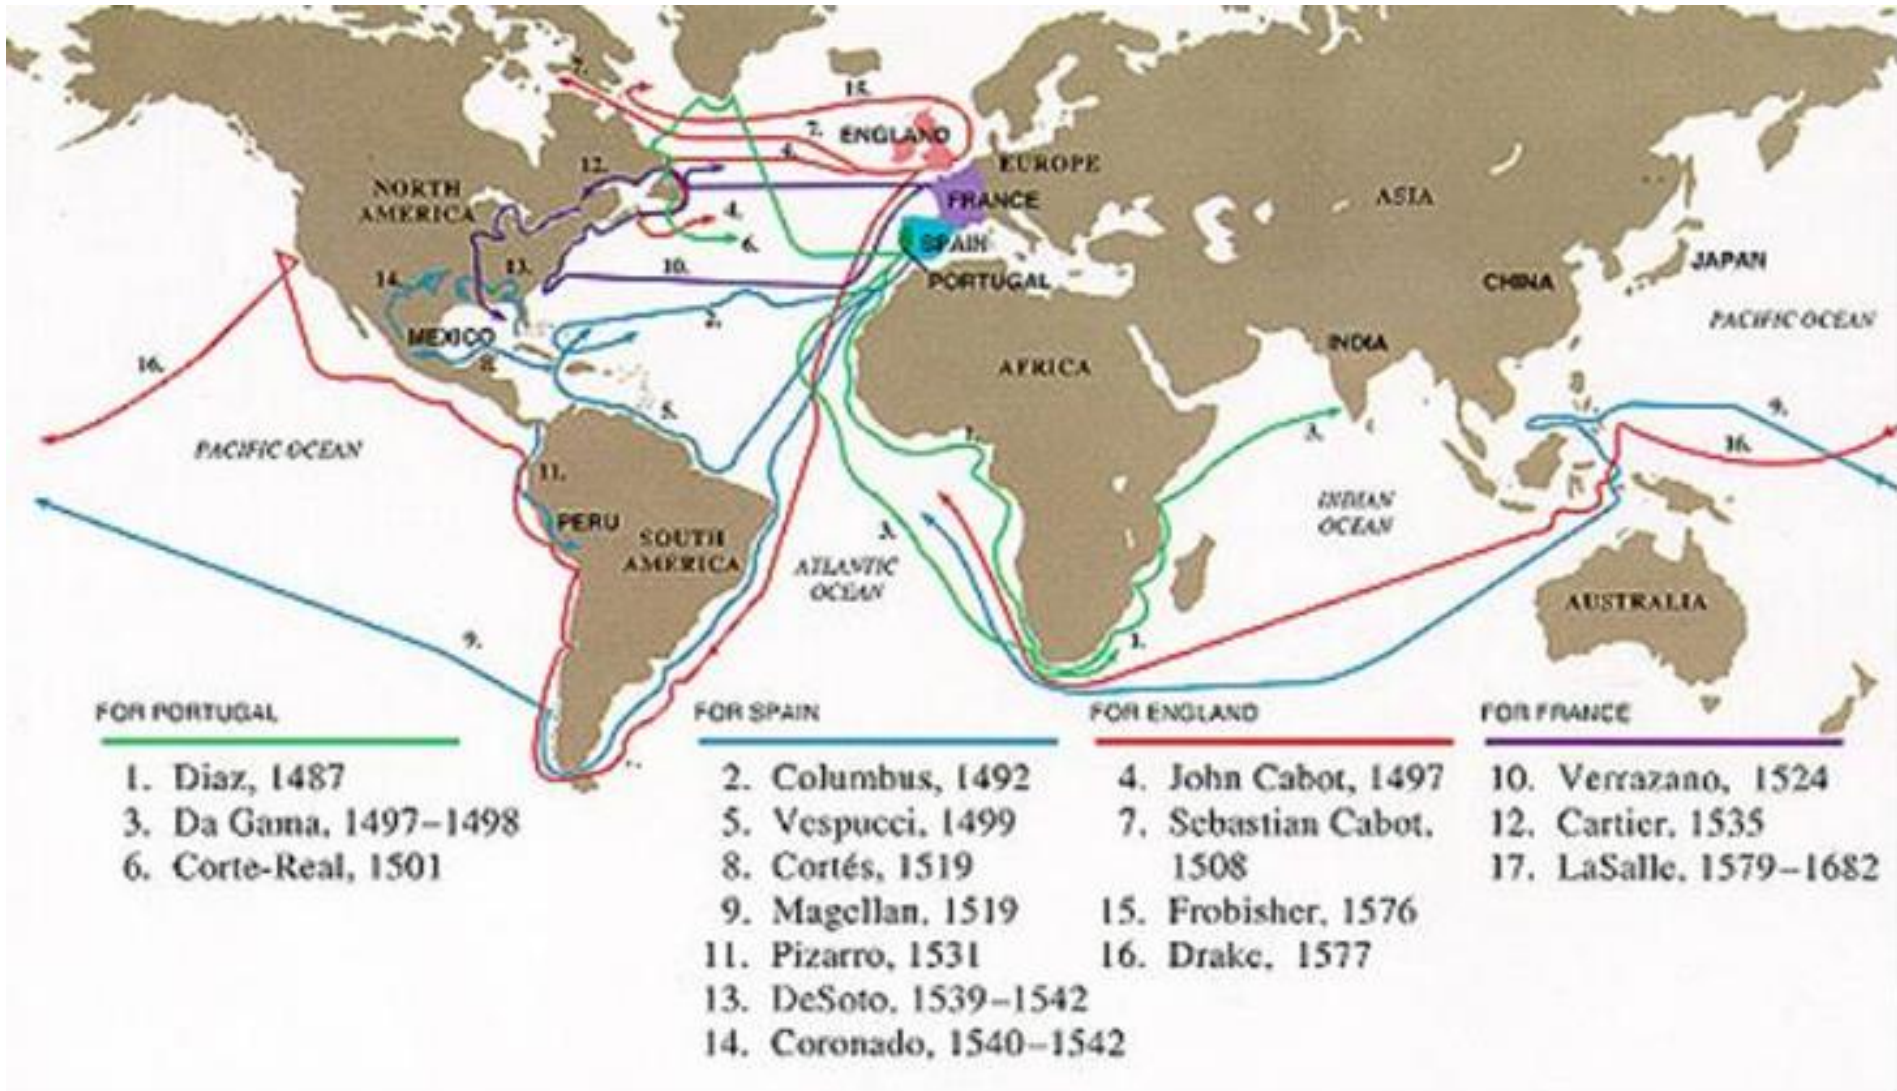 7.
15.
7.
ENGLAND
4.
EUROPE
12.
NORTH
AMERICA
FRANCE
ASIA
4.
6.
SPAIN
JAPAN
14.
13.
10.
PORTUGAL
CHINA
PACIFIC OCEAN
2.
MEXICO
INDIA
16.
8.
AFRICA
5.
9.
PACIFIC OCEAN
1.
3.
16.
11.
INDIAN
OCEAN
PERU
SOUTH
AMERICA
3.
ATLANTIC
OCEAN
AUSTRALIA
9.
1.
FOR PORTUGAL
1. Diaz, 1487
3. Da Gama, 1497–1498
6. Corte-Real, 1501
FOR SPAIN
2. Columbus, 1492
5. Vespucci, 1499
8. Cortés, 1519
9. Magellan, 1519
11. Pizarro, 1531
13. DeSoto, 1539–1542
14. Coronado, 1540–1542
FOR ENGLAND
4. John Cabot, 1497
7. Sebastian Cabot,
1508
15. Frobisher, 1576
16. Drake, 1577
FOR FRANCE
10. Verrazano, 1524
12. Cartier, 1535
17. LaSalle, 1579–1682